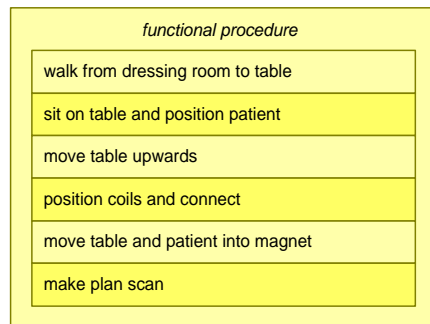 functional procedure
walk from dressing room to table
sit on table and position patient
move table upwards
position coils and connect
move table and patient into magnet
make plan scan